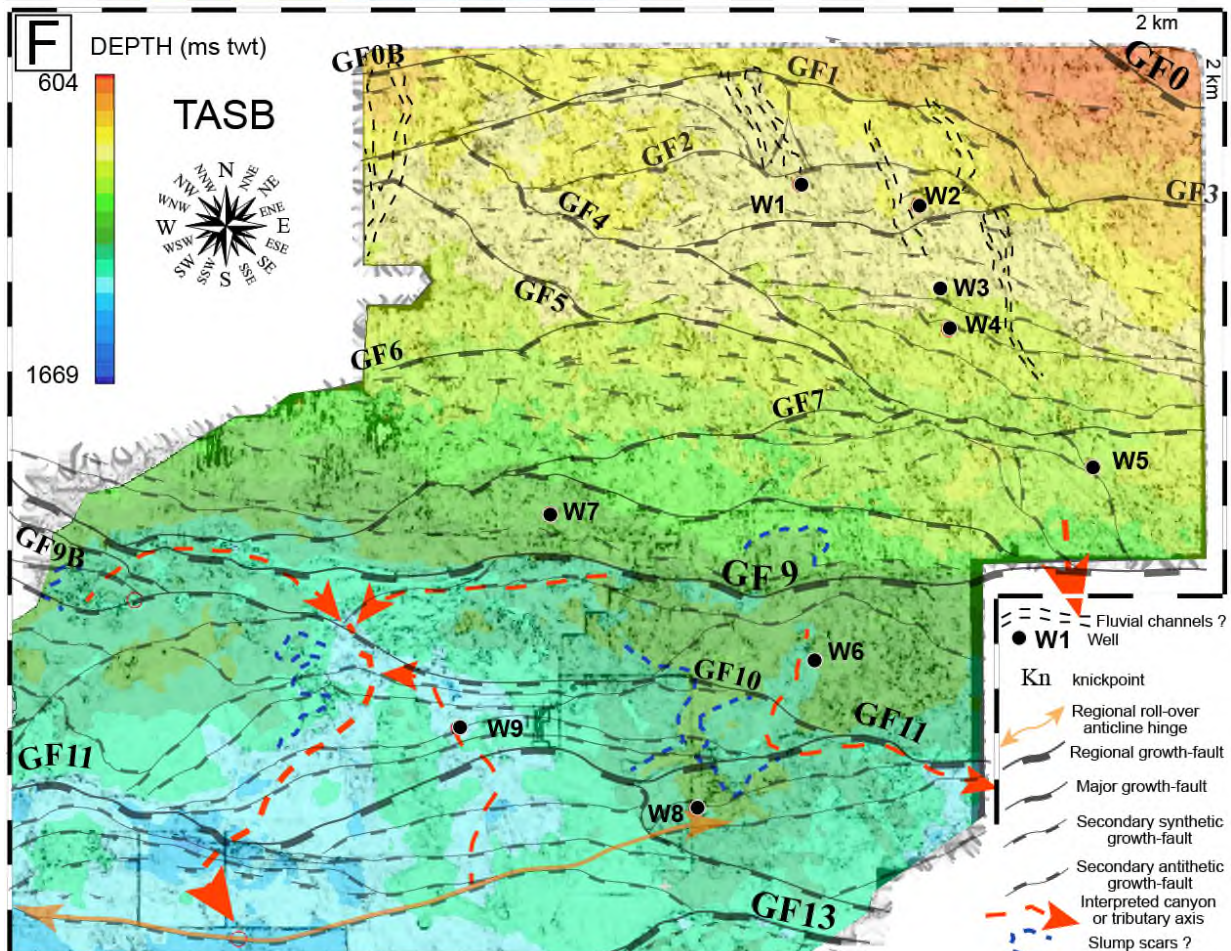 F
DEPTH (ms twt)
604
1669
TASB
N
NNE
NE
ENE
E
ESE
SE
SSE
S
SSW
SW
WSW
W
WNW
NW
NNW
2 km
2 km
GF0B
GF1
GF0
GF2
GF3
W1
W2
GF4
GF5
W3
W4
GF6
GF7
W5
W7
GF9B
GF 9
W6
GF10
GF11
W9
GF11
W8
GF13
Fluvial channels ?
W1 Well
Kn knickpoint
Regional roll-over
anticline hinge
Regional growth-fault
Major growth-fault
Secondary synthetic
growth-fault
Secondary antithetic
growth-fault
Interpreted canyon
or tributary axis
Slump scars ?